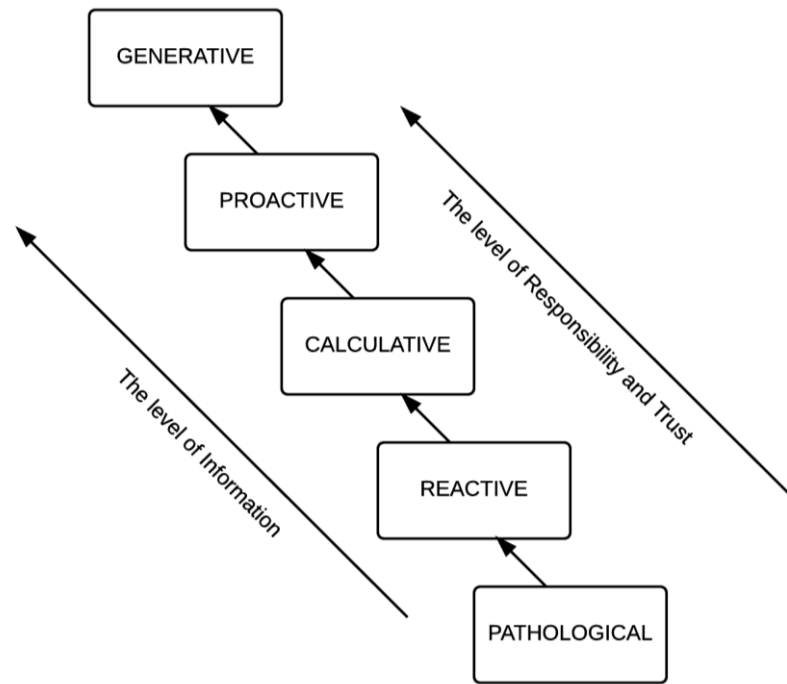 GENERATIVE
PROACTIVE
The level of Responsibility and Trust
CALCULATIVE
The level of Information
REACTIVE
PATHOLOGICAL